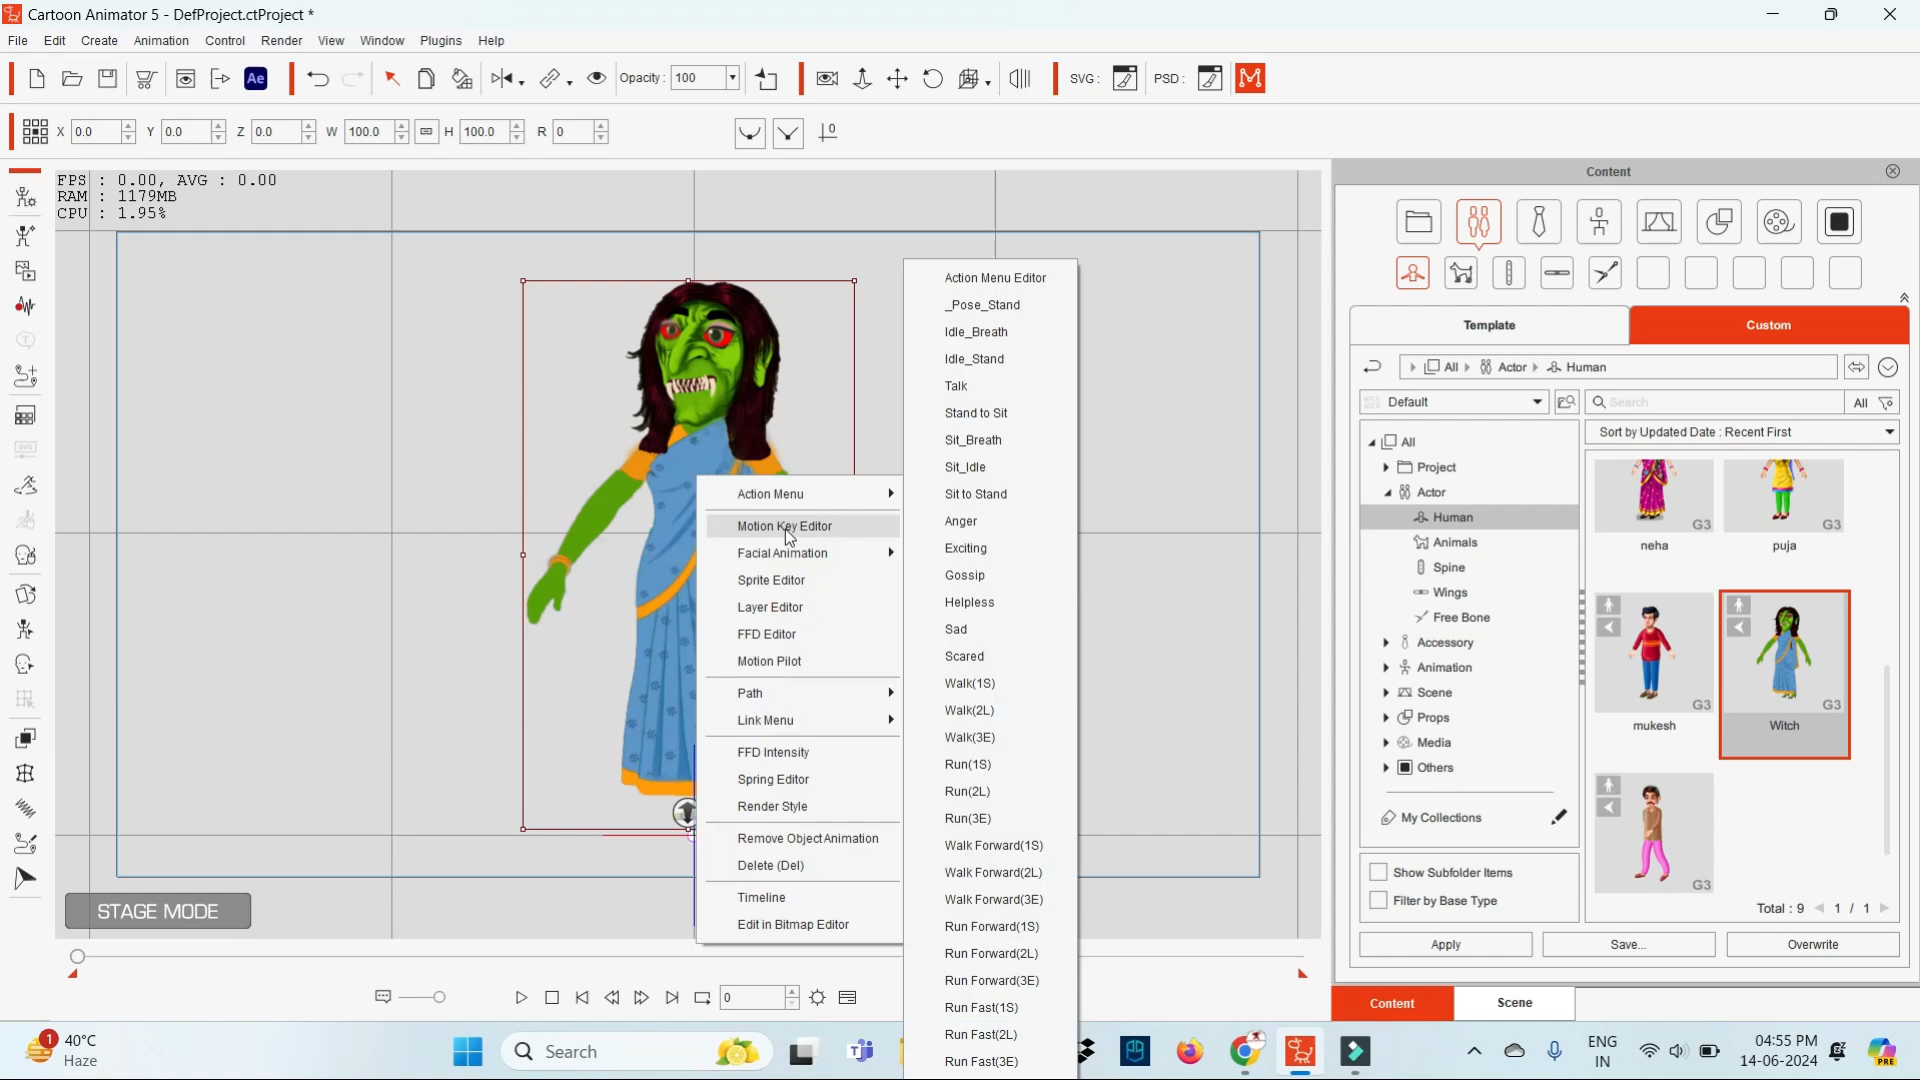 Cartoon Animator 5 - DefProject.ctProject *
File Edit Create Animation Control Render View Window Plugins Help
Ae Opacity : 100 SVG : PSD :
X 0.0 Y 0.0 Z 0.0 W 100.0 H 100.0 R 0
FPS : 0.00, AVG : 0.00
RAM : 1179MB
CPU : 1.95%
STAGE MODE
Action Menu
Motion Key Editor
Facial Animation
Sprite Editor
Layer Editor
FFD Editor
Motion Pilot
Path
Link Menu
FFD Intensity
Spring Editor
Render Style
Remove Object Animation
Delete (Del)
Timeline
Edit in Bitmap Editor
Action Menu Editor
_Pose_Stand
Idle_Breath
Idle_Stand
Talk
Stand to Sit
Sit_Breath
Sit_Idle
Sit to Stand
Anger
Exciting
Gossip
Helpless
Sad
Scared
Walk(1S)
Walk(2L)
Walk(3E)
Run(1S)
Run(2L)
Run(3E)
Walk Forward(1S)
Walk Forward(2L)
Walk Forward(3E)
Run Forward(1S)
Run Forward(2L)
Run Forward(3E)
Run Fast(1S)
Run Fast(2L)
Run Fast(3E)
Content
Template Custom
All Actor Human
Default Search All
Sort by Updated Date : Recent First
All
Project
Actor
Human
Animals
Spine
Wings
Free Bone
Accessory
Animation
Scene
Props
Media
Others
My Collections
Show Subfolder Items
Filter by Base Type
G3 G3
neha puja
G3 G3
mukesh Witch
G3
Total : 9 1 / 1
Apply Save... Overwrite
Content Scene
0
1 40°C
Haze
Search
ENG
IN
04:55 PM
14-06-2024
PRE